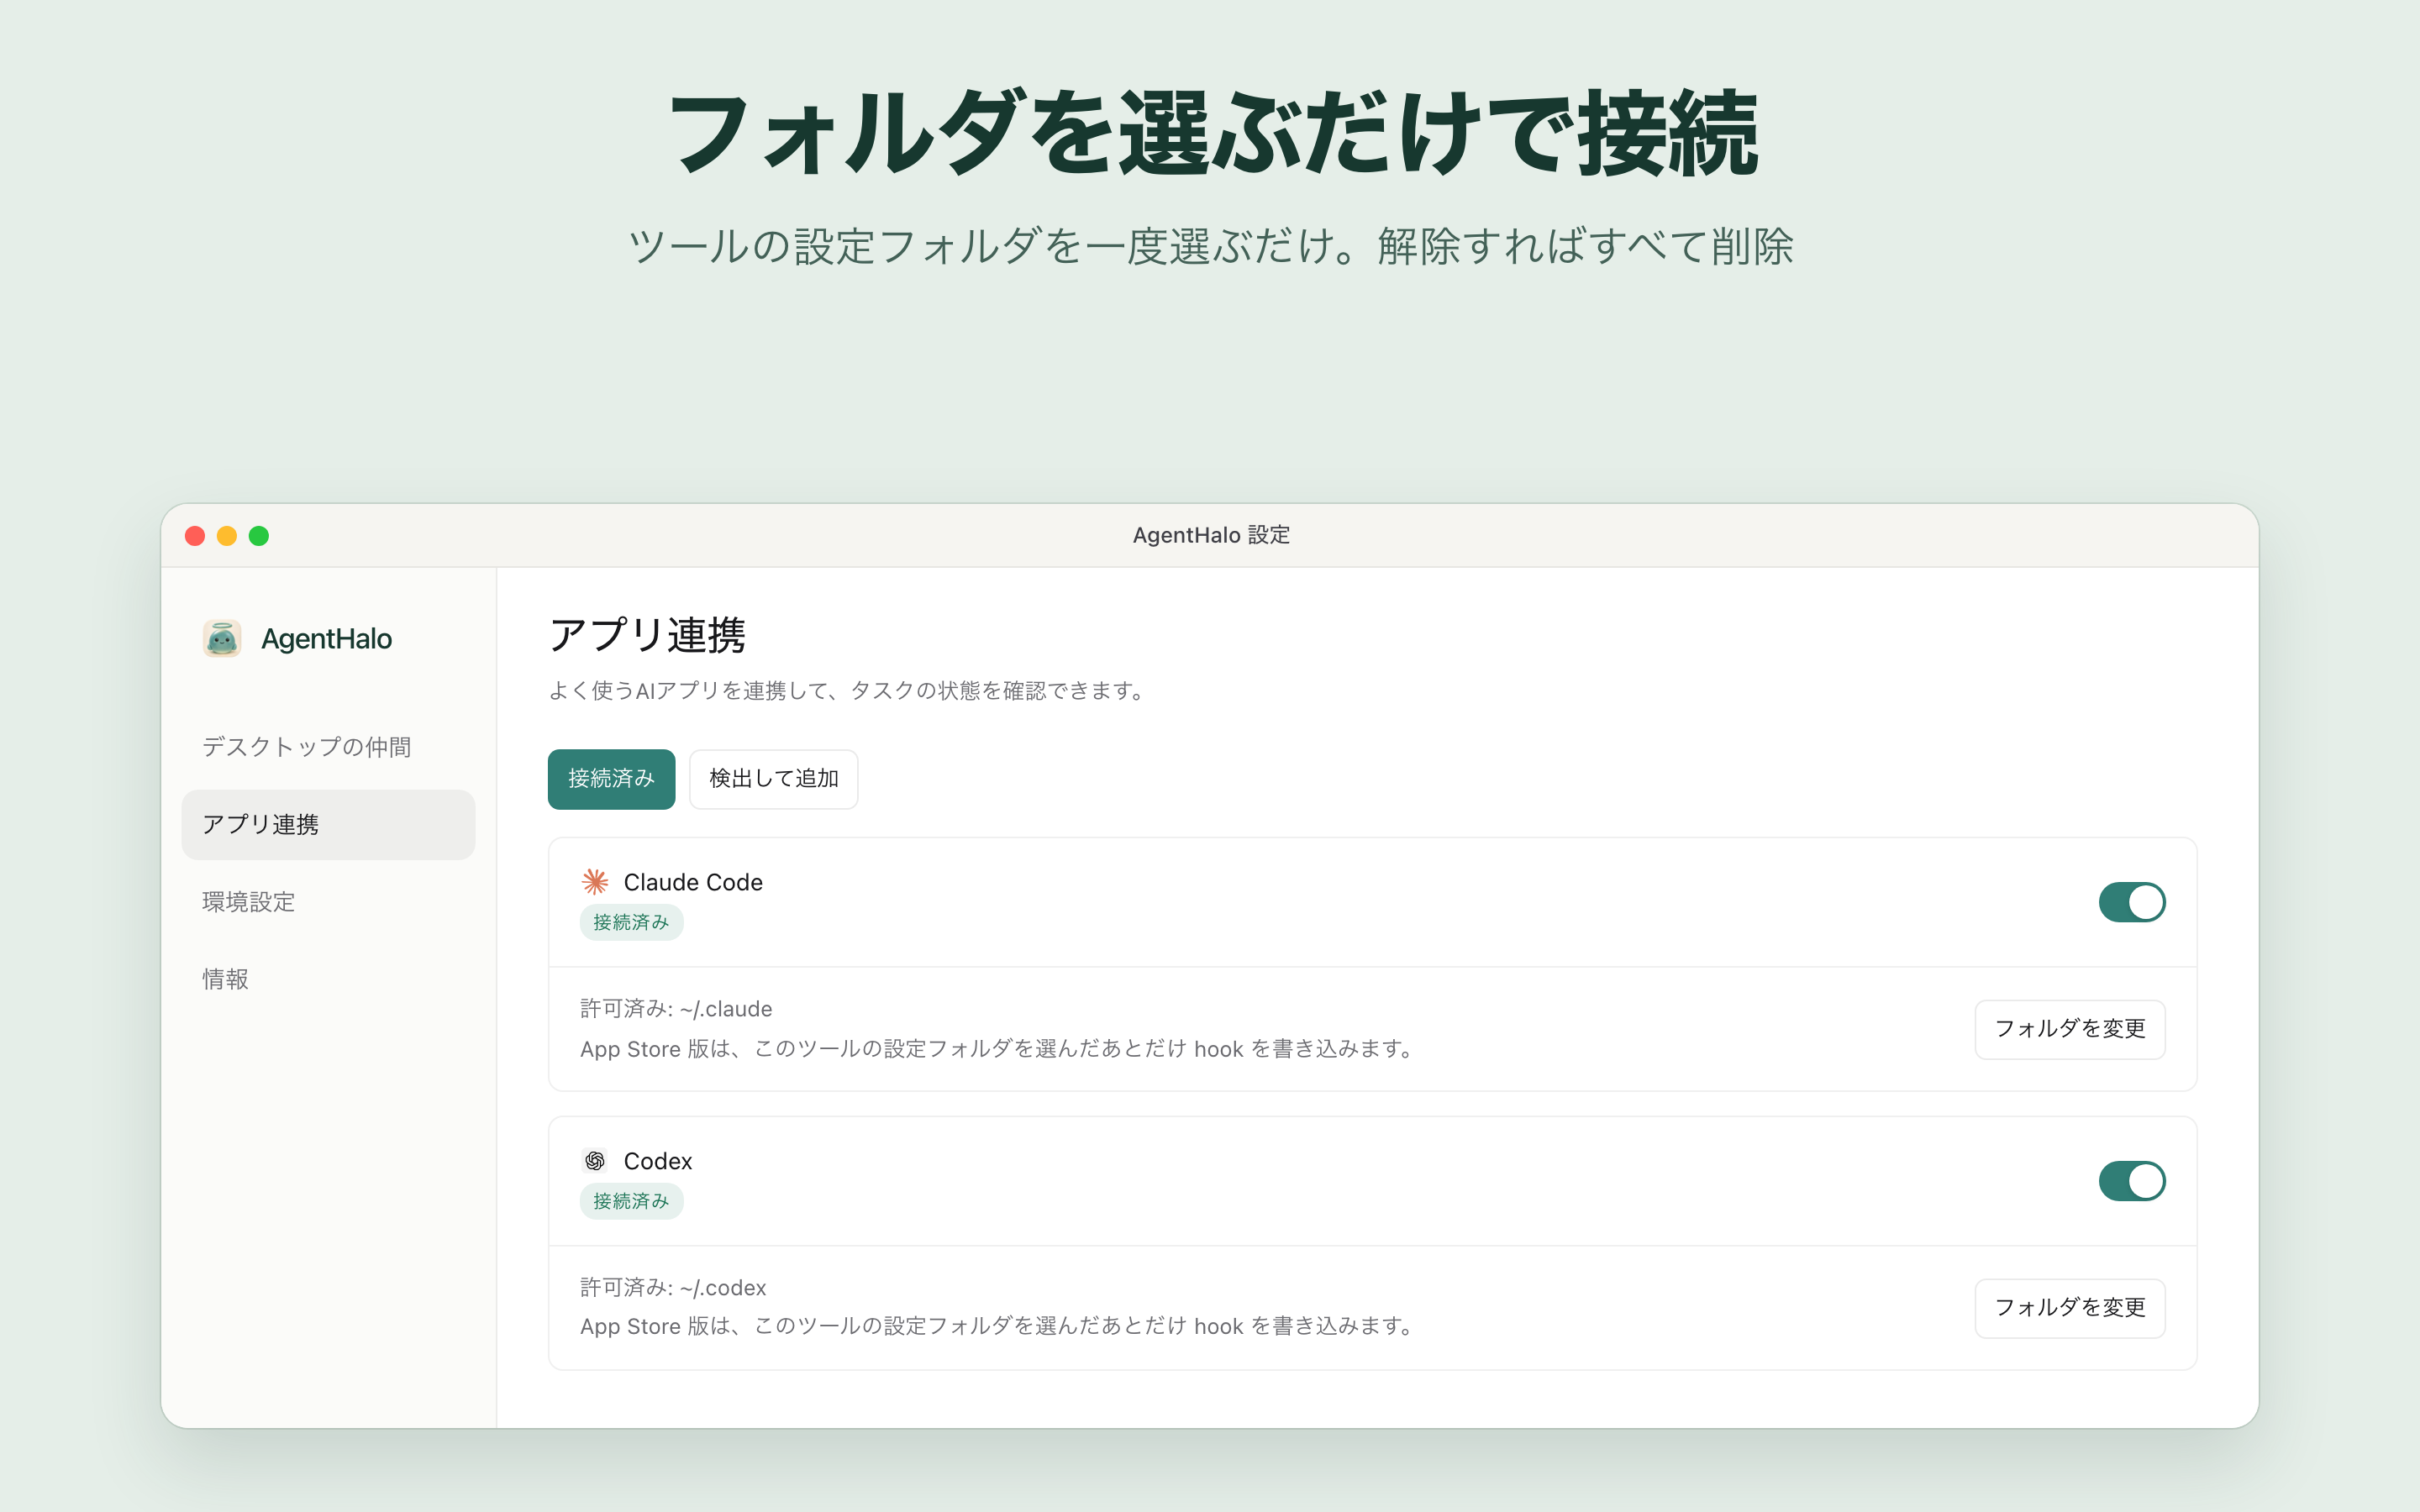 フォルダを選ぶだけで接続
ツールの設定フォルダを一度選ぶだけ。解除すればすべて削除
AgentHalo 設定
AgentHalo
デスクトップの仲間
アプリ連携
環境設定
情報
アプリ連携
よく使うAIアプリを連携して、タスクの状態を確認できます。
接続済み
検出して追加
Claude Code
接続済み
許可済み: ~/.claude
App Store 版は、このツールの設定フォルダを選んだあとだけ hook を書き込みます。
フォルダを変更
Codex
接続済み
許可済み: ~/.codex
App Store 版は、このツールの設定フォルダを選んだあとだけ hook を書き込みます。
フォルダを変更